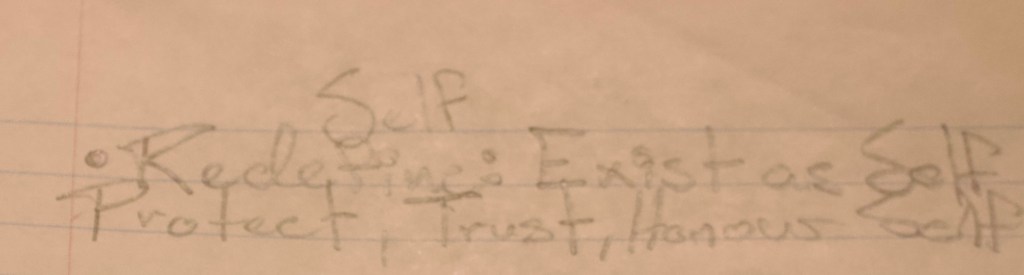 Self
• Redefine: Exist as Self
Protect, Trust, Honour Self